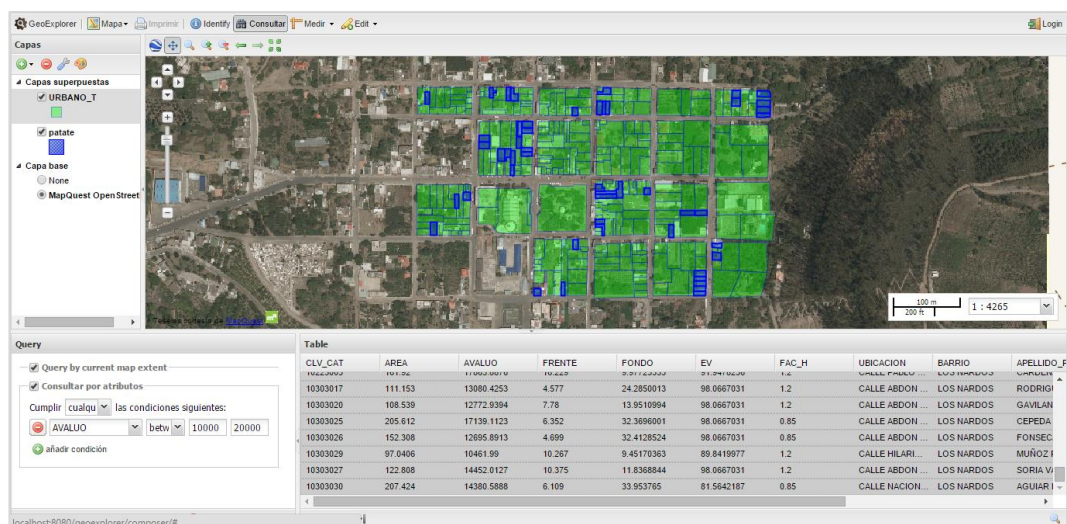 GeoExplorer Mapa Imprimir Identify Consultar Medir Edit Login
Capas
Capas superpuestas
URBANO_T
patate
Capa base
None
MapQuest OpenStreet
100 m
200 ft
1 : 4265
Teselas cortesía de MapQuest
Query
Query by current map extent
Consultar por atributos
Cumplir cualqu las condiciones siguientes:
AVALUO betw 10000 20000
añadir condición
Table
CLV_CAT AREA AVALUO FRENTE FONDO EV FAC_H UBICACION BARRIO APELLIDO_F
10303017 111.153 13080.4253 4.577 24.2850013 98.0667031 1.2 CALLE ABDON ... LOS NARDOS RODRIG
10303020 108.539 12772.9394 7.78 13.9510994 98.0667031 1.2 CALLE ABDON ... LOS NARDOS GAVILAN
10303025 205.612 17139.1123 6.352 32.3696001 98.0667031 0.85 CALLE ABDON ... LOS NARDOS CEPEDA
10303026 152.308 12695.8913 4.699 32.4128524 98.0667031 0.85 CALLE ABDON ... LOS NARDOS FONSEC
10303029 97.0406 10461.99 10.267 9.45170363 89.8419977 1.2 CALLE HILARI... LOS NARDOS MUÑOZ
10303027 122.808 14452.0127 10.375 11.8368844 98.0667031 1.2 CALLE ABDON ... LOS NARDOS SORIA VA
10303030 207.424 14380.5888 6.109 33.953765 81.5642187 0.85 CALLE NACION... LOS NARDOS AGUIAR
localhost:8080/geoexplorer/composer/#